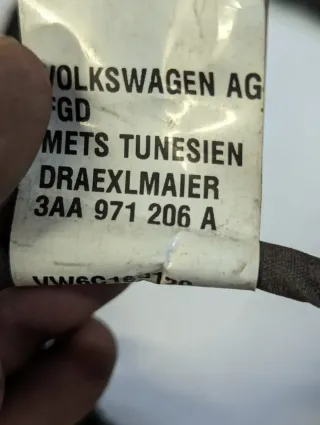 VOLKSWAGEN AG
FGD
METS TUNESIEN
DRAEXLMAIER
3AA 971 206 A